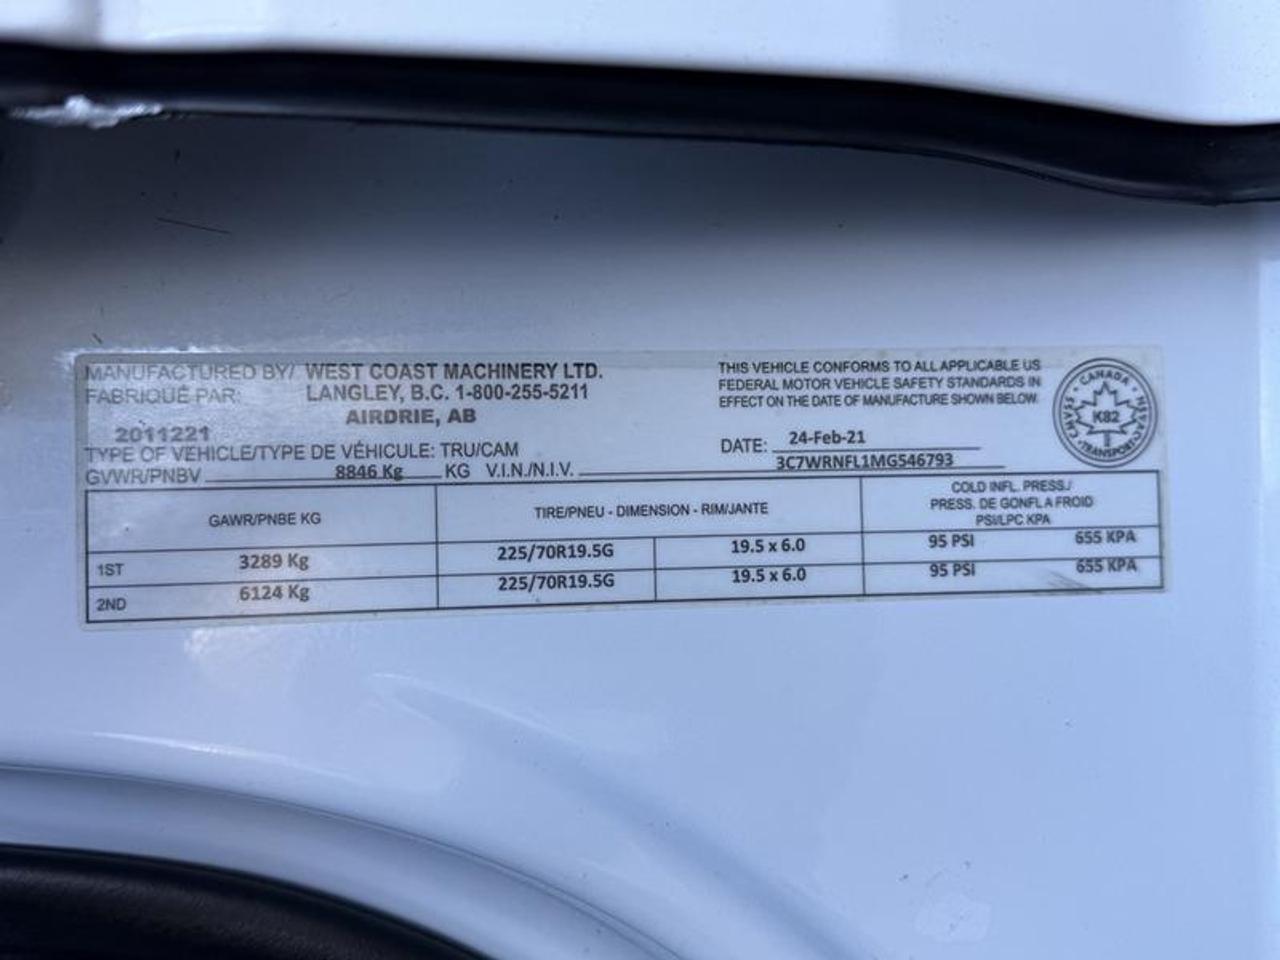 MANUFACTURED BY/ WEST COAST MACHINERY LTD.
FABRIQUÉ PAR: LANGLEY, B.C. 1-800-255-5211
AIRDRIE, AB
2011221
TYPE OF VEHICLE/TYPE DE VÉHICULE: TRU/CAM
GVWR/PNBV 8846 Kg KG V.I.N./N.I.V. 3C7WRNFL1MG546793
THIS VEHICLE CONFORMS TO ALL APPLICABLE US
FEDERAL MOTOR VEHICLE SAFETY STANDARDS IN
EFFECT ON THE DATE OF MANUFACTURE SHOWN BELOW.
DATE: 24-Feb-21
CANADA
K82
TRANSPORT
CMVSS
NSVAC
GAWR/PNBE KG
TIRE/PNEU - DIMENSION - RIM/JANTE
COLD INFL. PRESS./
PRESS. DE GONFL A FROID
PSI/LPC KPA
1ST 3289 Kg 225/70R19.5G 19.5 x 6.0 95 PSI 655 KPA
2ND 6124 Kg 225/70R19.5G 19.5 x 6.0 95 PSI 655 KPA